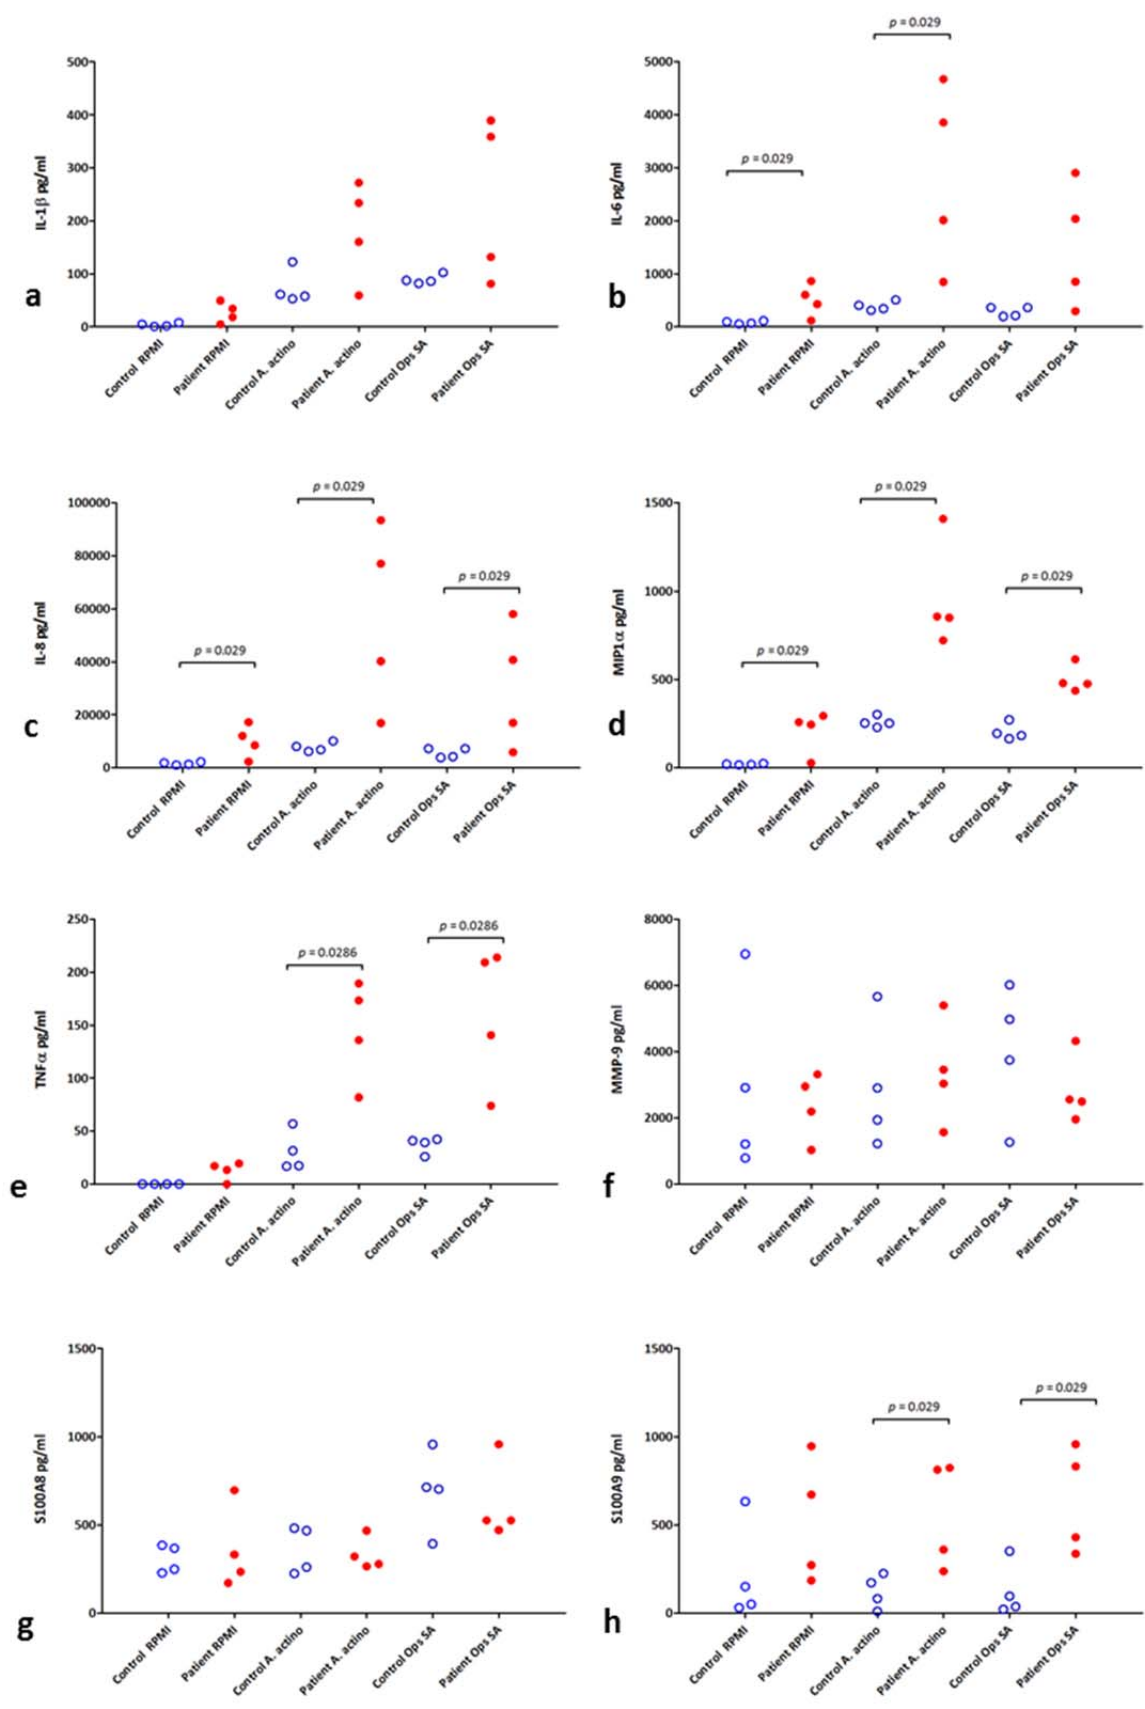 a
IL-1β pg/ml
500
400
300
200
100
0
Control RPMI
Patient RPMI
Control A. actino
Patient A. actino
Control Ops SA
Patient Ops SA
b
IL-6 pg/ml
5000
4000
3000
2000
1000
0
p = 0.029
p = 0.029
Control RPMI
Patient RPMI
Control A. actino
Patient A. actino
Control Ops SA
Patient Ops SA
c
IL-8 pg/ml
100000
80000
60000
40000
20000
0
p = 0.029
p = 0.029
p = 0.029
Control RPMI
Patient RPMI
Control A. actino
Patient A. actino
Control Ops SA
Patient Ops SA
d
MIP1α pg/ml
1500
1000
500
0
p = 0.029
p = 0.029
p = 0.029
Control RPMI
Patient RPMI
Control A. actino
Patient A. actino
Control Ops SA
Patient Ops SA
e
TNFα pg/ml
250
200
150
100
50
0
p = 0.0286
p = 0.0286
Control RPMI
Patient RPMI
Control A. actino
Patient A. actino
Control Ops SA
Patient Ops SA
f
MMP-9 pg/ml
8000
6000
4000
2000
0
Control RPMI
Patient RPMI
Control A. actino
Patient A. actino
Control Ops SA
Patient Ops SA
g
S100A8 pg/ml
1500
1000
500
0
Control RPMI
Patient RPMI
Control A. actino
Patient A. actino
Control Ops SA
Patient Ops SA
h
S100A9 pg/ml
1500
1000
500
0
p = 0.029
p = 0.029
Control RPMI
Patient RPMI
Control A. actino
Patient A. actino
Control Ops SA
Patient Ops SA